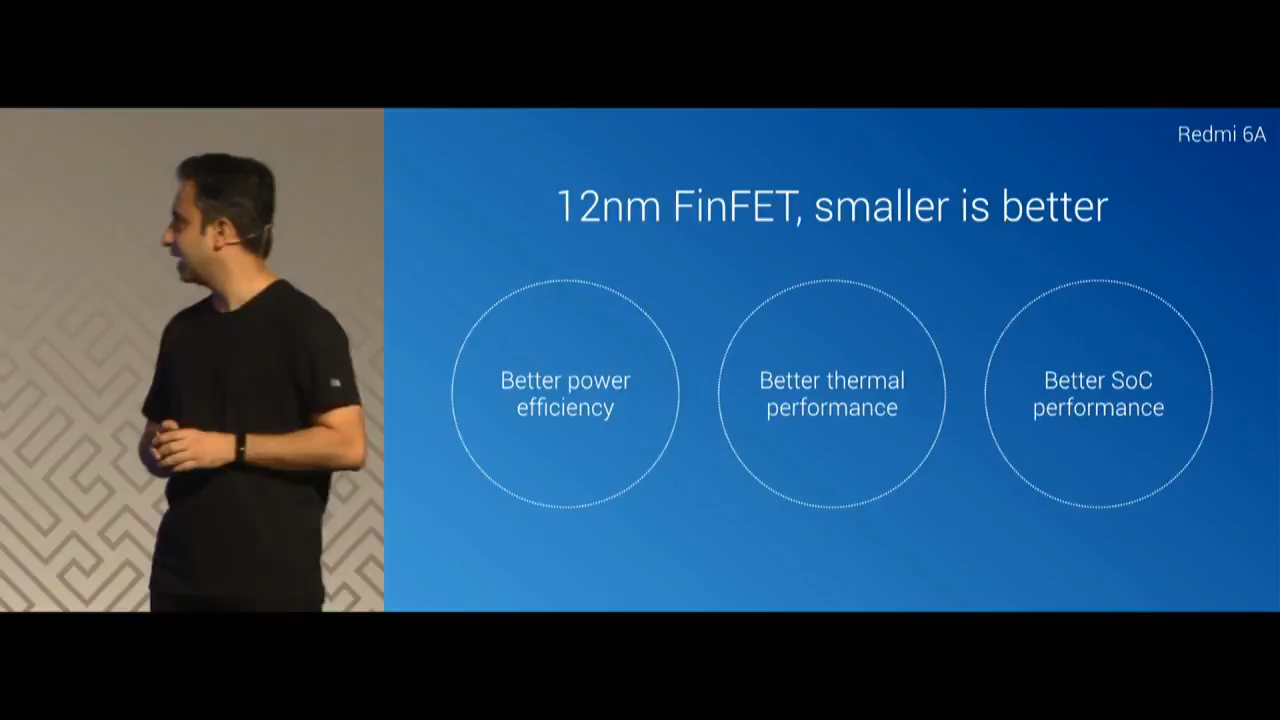 Redmi 6A
12nm FinFET, smaller is better
Better power
efficiency
Better thermal
performance
Better SoC
performance